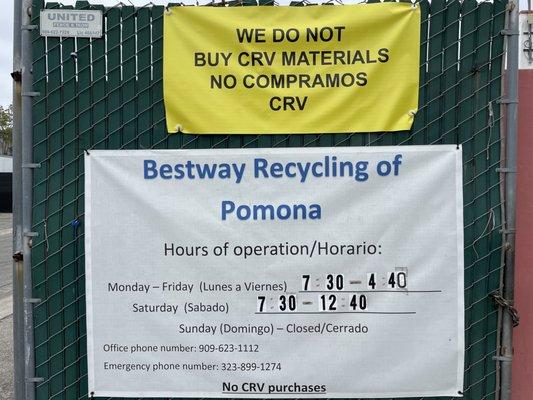 UNITED
WE DO NOT
BUY CRV MATERIALS
NO COMPRAMOS
CRV
Bestway Recycling of
Pomona
Hours of operation/Horario:
Monday – Friday (Lunes a Viernes) 7:30 - 4:40
Saturday (Sabado) 7:30 - 12:40
Sunday (Domingo) – Closed/Cerrado
Office phone number: 909-623-1112
Emergency phone number: 323-899-1274
No CRV purchases